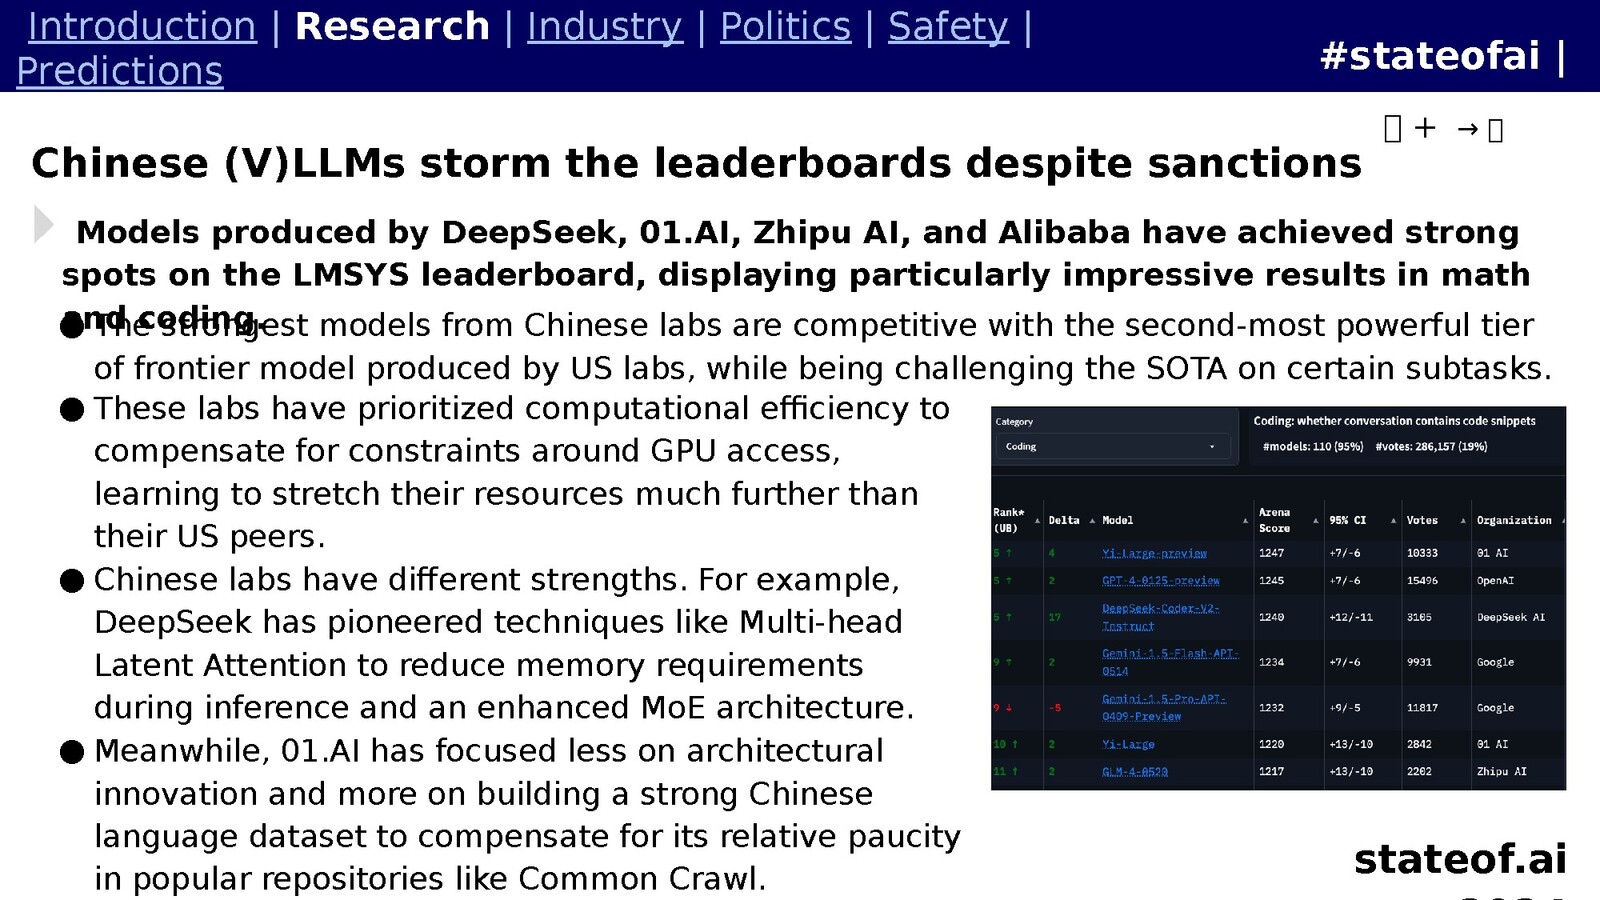 Introduction | Research | Industry | Politics | Safety |
Predictions
#stateofai |
+ →
Chinese (V)LLMs storm the leaderboards despite sanctions
Models produced by DeepSeek, 01.AI, Zhipu AI, and Alibaba have achieved strong
spots on the LMSYS leaderboard, displaying particularly impressive results in math
and coding.
● The strongest models from Chinese labs are competitive with the second-most powerful tier
of frontier model produced by US labs, while being challenging the SOTA on certain subtasks.
● These labs have prioritized computational efficiency to
compensate for constraints around GPU access,
learning to stretch their resources much further than
their US peers.
● Chinese labs have different strengths. For example,
DeepSeek has pioneered techniques like Multi-head
Latent Attention to reduce memory requirements
during inference and an enhanced MoE architecture.
● Meanwhile, 01.AI has focused less on architectural
innovation and more on building a strong Chinese
language dataset to compensate for its relative paucity
in popular repositories like Common Crawl.
Category
Coding
Coding: whether conversation contains code snippets
#models: 110 (95%) #votes: 286,157 (19%)
Rank* (UB) Delta Model Arena Score 95% CI Votes Organization
5 ↑ 4 Yi-Large-preview 1247 +7/-6 10333 01 AI
5 ↑ 2 GPT-4-0125-preview 1245 +7/-6 15496 OpenAI
5 ↑ 17 DeepSeek-Coder-V2-Instruct 1240 +12/-11 3105 DeepSeek AI
9 ↑ 2 Gemini-1.5-Flash-API-0514 1234 +7/-6 9931 Google
9 ↓ -5 Gemini-1.5-Pro-API-0409-Preview 1232 +9/-5 11817 Google
10 ↑ 2 Yi-Large 1220 +13/-10 2842 01 AI
11 ↑ 2 GLM-4-0520 1217 +13/-10 2202 Zhipu AI
stateof.ai